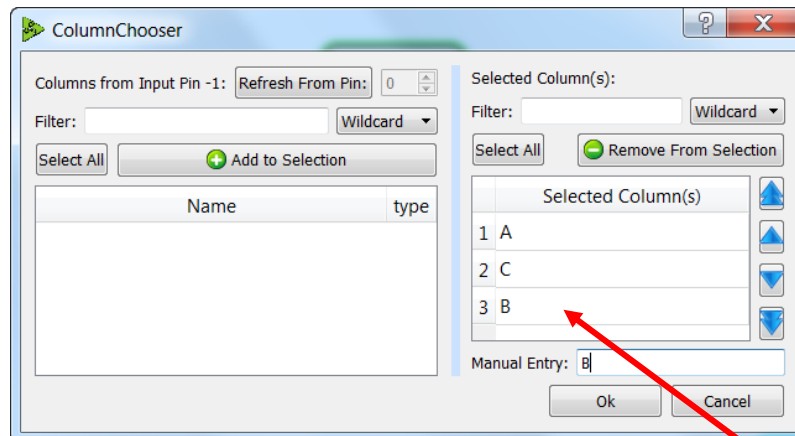 ColumnChooser
Columns from Input Pin -1: Refresh From Pin: 0
Filter: Wildcard
Select All Add to Selection
Name type
Selected Column(s):
Filter: Wildcard
Select All Remove From Selection
Selected Column(s)
1 A
2 C
3 B
Manual Entry: B
Ok Cancel